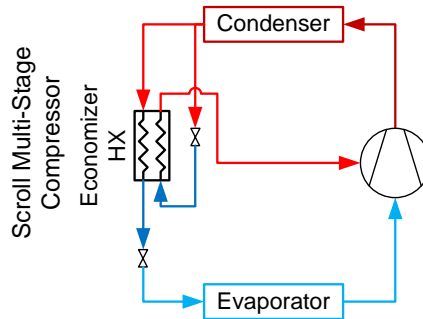 Condenser
Scroll Multi-Stage
Compressor
Economizer
HX
Evaporator